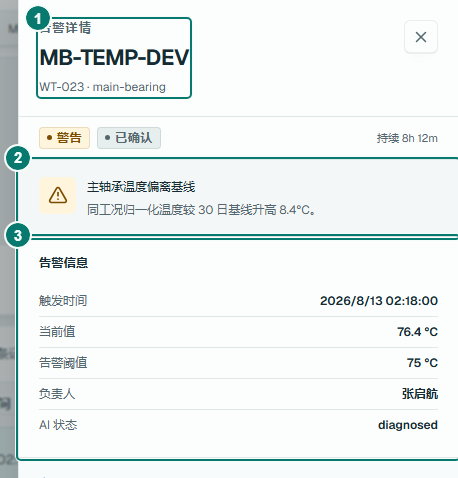 1
告警详情
MB-TEMP-DEV
WT-023 · main-bearing
警告
已确认
持续 8h 12m
2
主轴承温度偏离基线
同工况归一化温度较 30 日基线升高 8.4°C。
3
告警信息
触发时间 2026/8/13 02:18:00
当前值 76.4 °C
告警阈值 75 °C
负责人 张启航
AI 状态 diagnosed